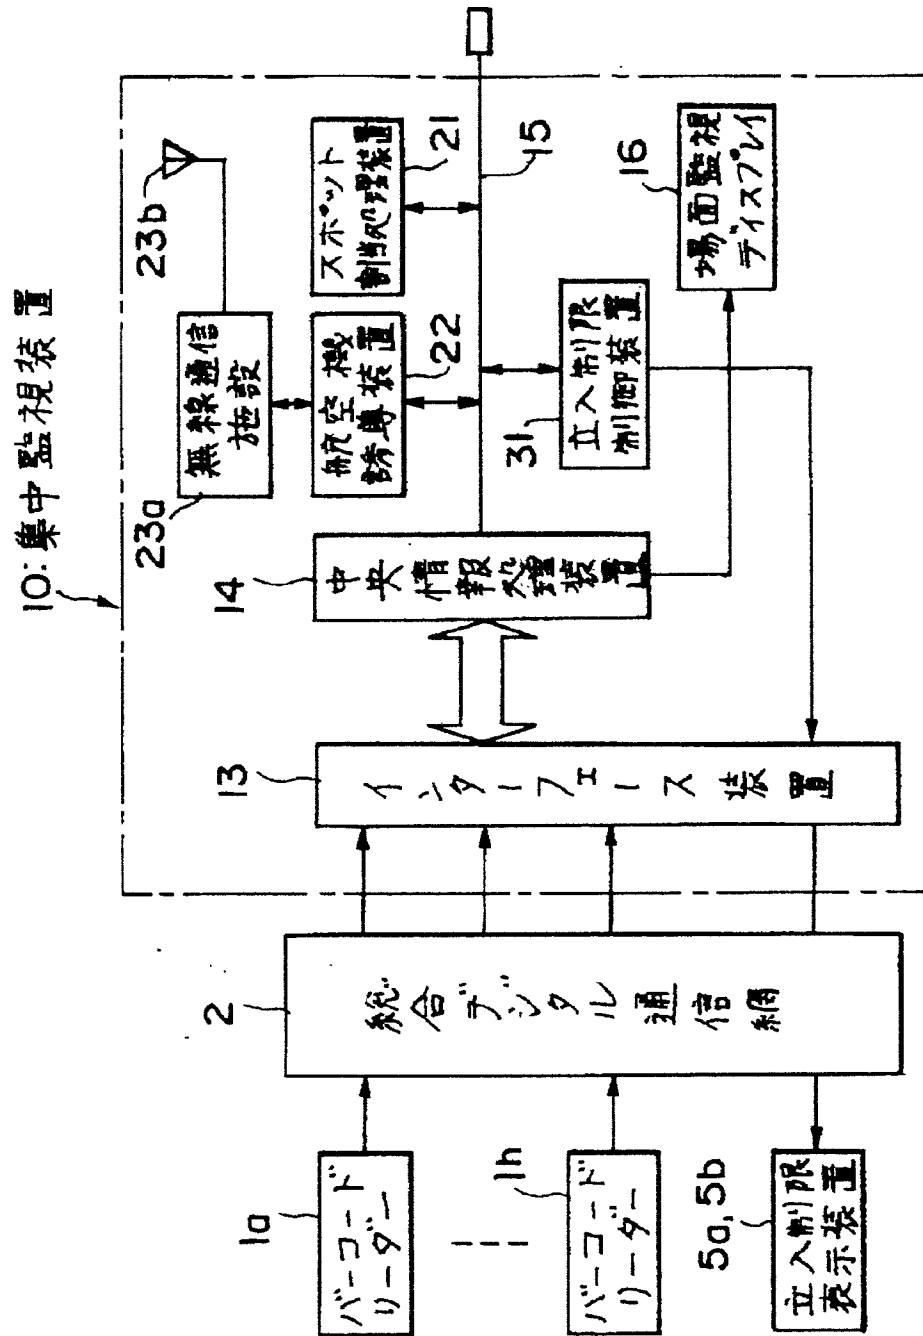 10:集中監視装置
23b
無線通信
施設
23a
スポット
割当処理装置
21
航空機
誘導装置
22
15
中央情報処理装置
14
立入制限
制御装置
31
場面監視
ディスプレイ
16
インターフェース装置
13
総合デジタル通信網
2
バーコード
リーダー
1a
バーコード
リーダー
1h
立入制限
表示装置
5a,5b